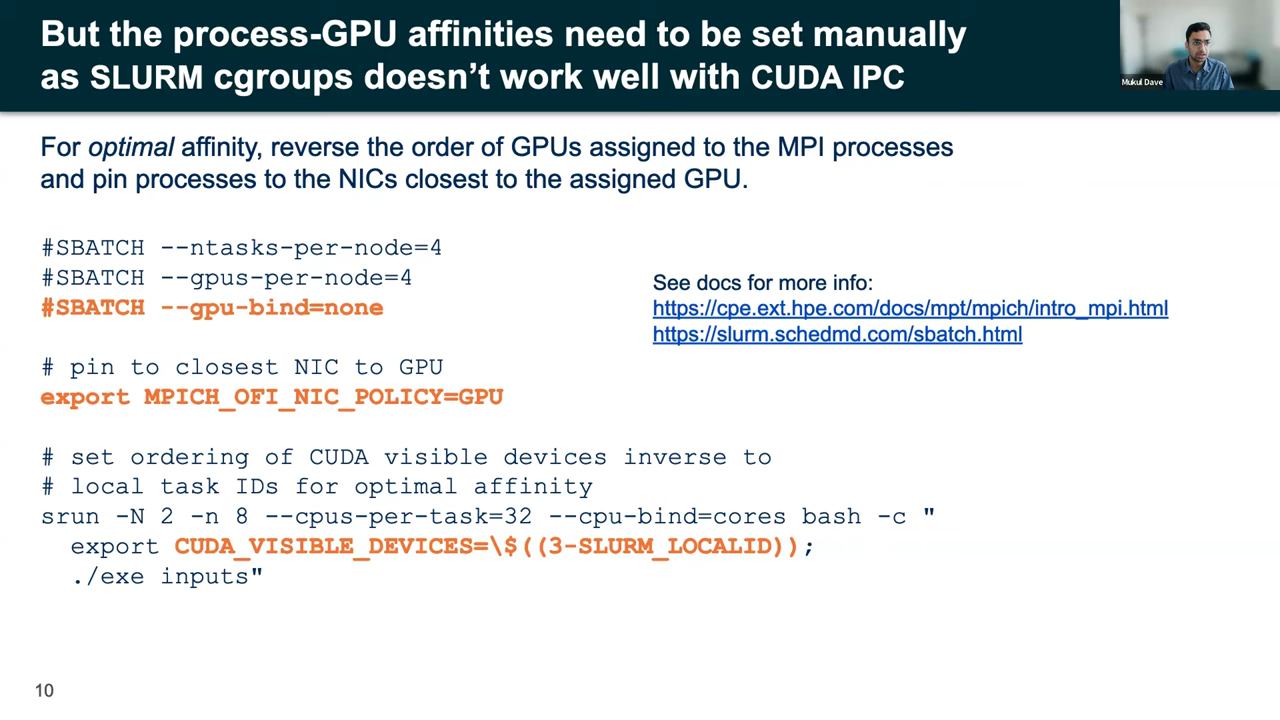 But the process-GPU affinities need to be set manually
as SLURM cgroups doesn't work well with CUDA IPC
Mukul Dave
For optimal affinity, reverse the order of GPUs assigned to the MPI processes
and pin processes to the NICs closest to the assigned GPU.
#SBATCH --ntasks-per-node=4
#SBATCH --gpus-per-node=4
#SBATCH --gpu-bind=none
See docs for more info:
https://cpe.ext.hpe.com/docs/mpt/mpich/intro_mpi.html
https://slurm.schedmd.com/sbatch.html
# pin to closest NIC to GPU
export MPICH_OFI_NIC_POLICY=GPU
# set ordering of CUDA visible devices inverse to
# local task IDs for optimal affinity
srun -N 2 -n 8 --cpus-per-task=32 --cpu-bind=cores bash -c "
export CUDA_VISIBLE_DEVICES=\$((3-SLURM_LOCALID));
./exe inputs"
10